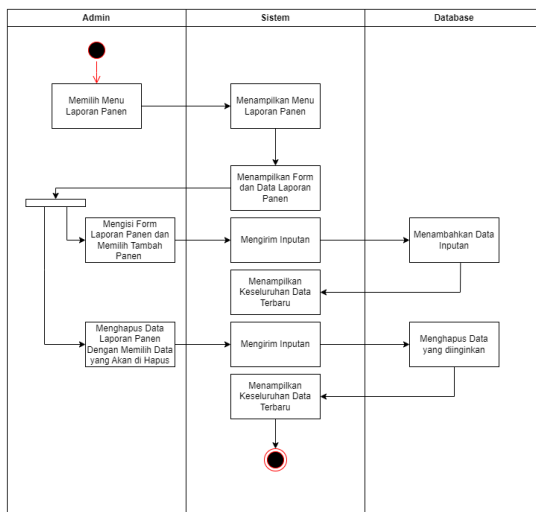 Admin
Sistem
Database
Memilih Menu
Laporan Panen
Menampilkan Menu
Laporan Panen
Menampilkan Form
dan Data Laporan
Panen
Mengisi Form
Laporan Panen dan
Memilih Tambah
Panen
Mengirim Inputan
Menambahkan Data
Inputan
Menampilkan
Keseluruhan Data
Terbaru
Menghapus Data
Laporan Panen
Dengan Memilih Data
yang Akan di Hapus
Mengirim Inputan
Menghapus Data
yang diinginkan
Menampilkan
Keseluruhan Data
Terbaru